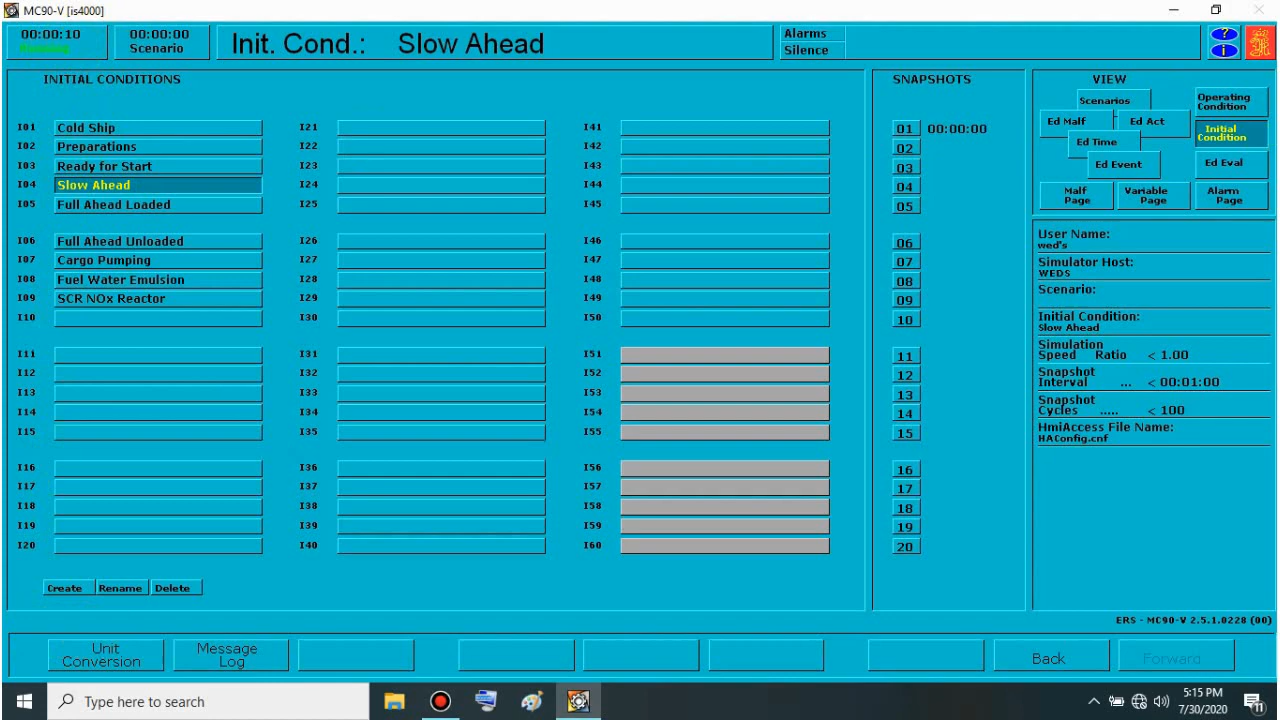 MC90-V [is4000]
00:00:10
Running
00:00:00
Scenario
Init. Cond.: Slow Ahead
Alarms
Silence
?
i
INITIAL CONDITIONS
I01 Cold Ship
I02 Preparations
I03 Ready for Start
I04 Slow Ahead
I05 Full Ahead Loaded
I06 Full Ahead Unloaded
I07 Cargo Pumping
I08 Fuel Water Emulsion
I09 SCR NOx Reactor
I10
I11
I12
I13
I14
I15
I16
I17
I18
I19
I20
I21
I22
I23
I24
I25
I26
I27
I28
I29
I30
I31
I32
I33
I34
I35
I36
I37
I38
I39
I40
I41
I42
I43
I44
I45
I46
I47
I48
I49
I50
I51
I52
I53
I54
I55
I56
I57
I58
I59
I60
Create Rename Delete
SNAPSHOTS
01 00:00:00
02
03
04
05
06
07
08
09
10
11
12
13
14
15
16
17
18
19
20
VIEW
Scenarios
Ed Malf
Ed Act
Ed Time
Ed Event
Malf
Page
Variable
Page
Operating
Condition
Initial
Condition
Ed Eval
Alarm
Page
User Name:
wed's
Simulator Host:
WEDS
Scenario:
Initial Condition:
Slow Ahead
Simulation
Speed Ratio < 1.00
Snapshot
Interval ... < 00:01:00
Snapshot
Cycles ..... < 100
HmiAccess File Name:
HAConfig.cnf
ERS - MC90-V 2.5.1.0228 (00)
Unit
Conversion
Message
Log
Back
Forward
Type here to search
5:15 PM
7/30/2020
11